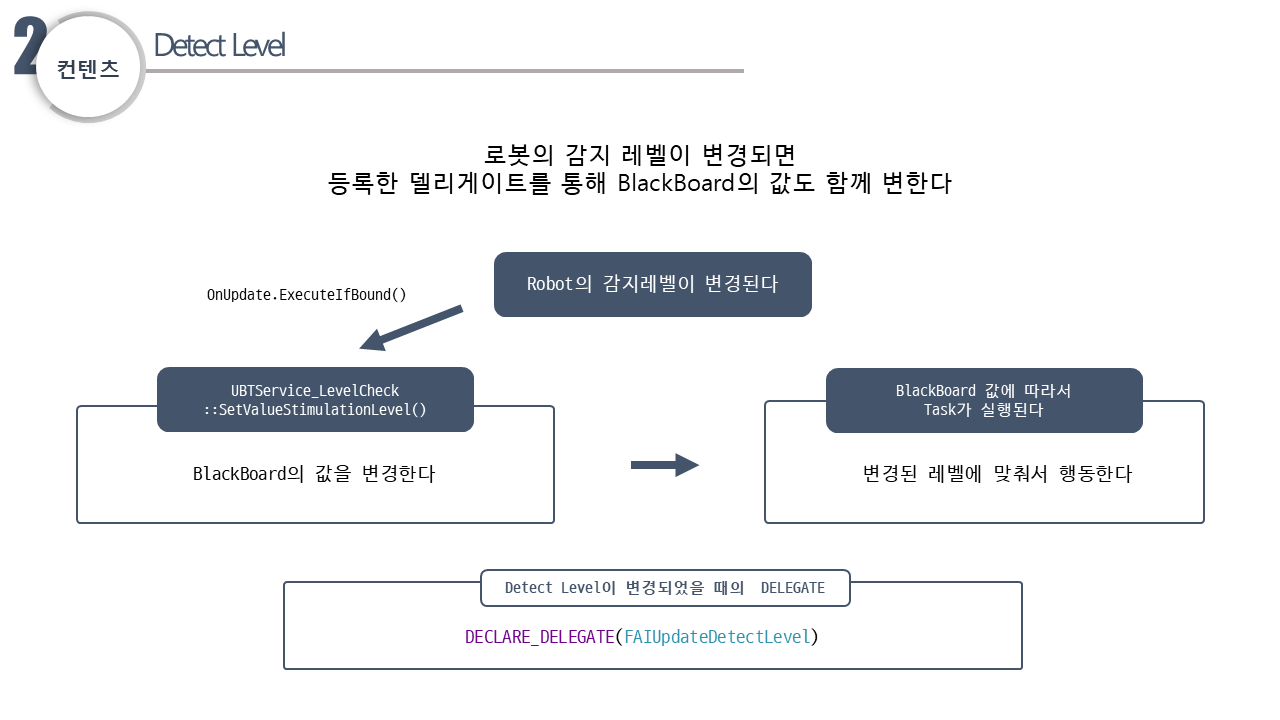 2
컨텐츠
Detect Level
로봇의 감지 레벨이 변경되면
등록한 델리게이트를 통해 BlackBoard의 값도 함께 변한다
Robot의 감지레벨이 변경된다
OnUpdate.ExecuteIfBound()
UBTService_LevelCheck
::SetValueStimulationLevel()
BlackBoard의 값을 변경한다
BlackBoard 값에 따라서
Task가 실행된다
변경된 레벨에 맞춰서 행동한다
Detect Level이 변경되었을 때의 DELEGATE
DECLARE_DELEGATE(FAIUpdateDetectLevel)